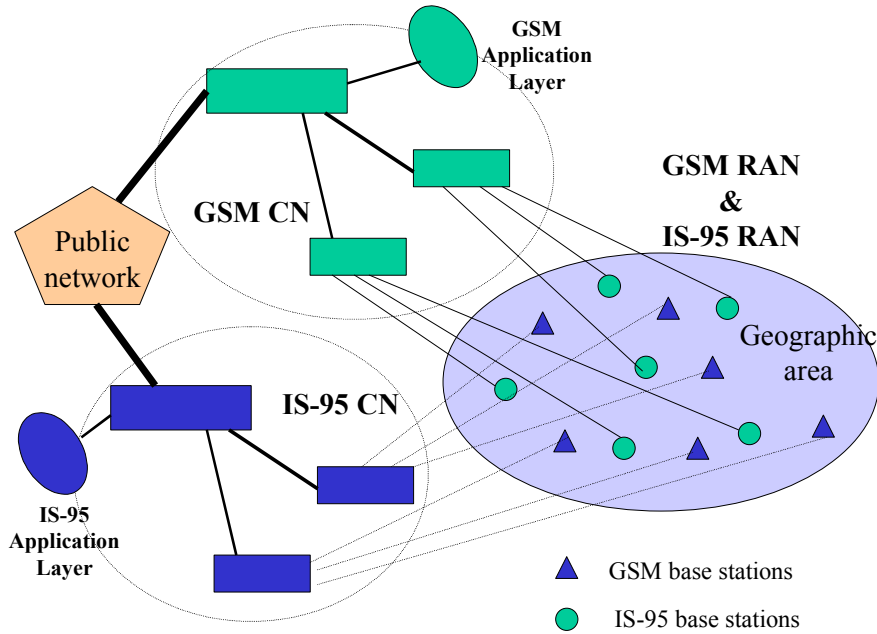 GSM
Application
Layer
GSM RAN
&
IS-95 RAN
GSM CN
Public
network
Geographic
area
IS-95 CN
IS-95
Application
Layer
GSM base stations
IS-95 base stations